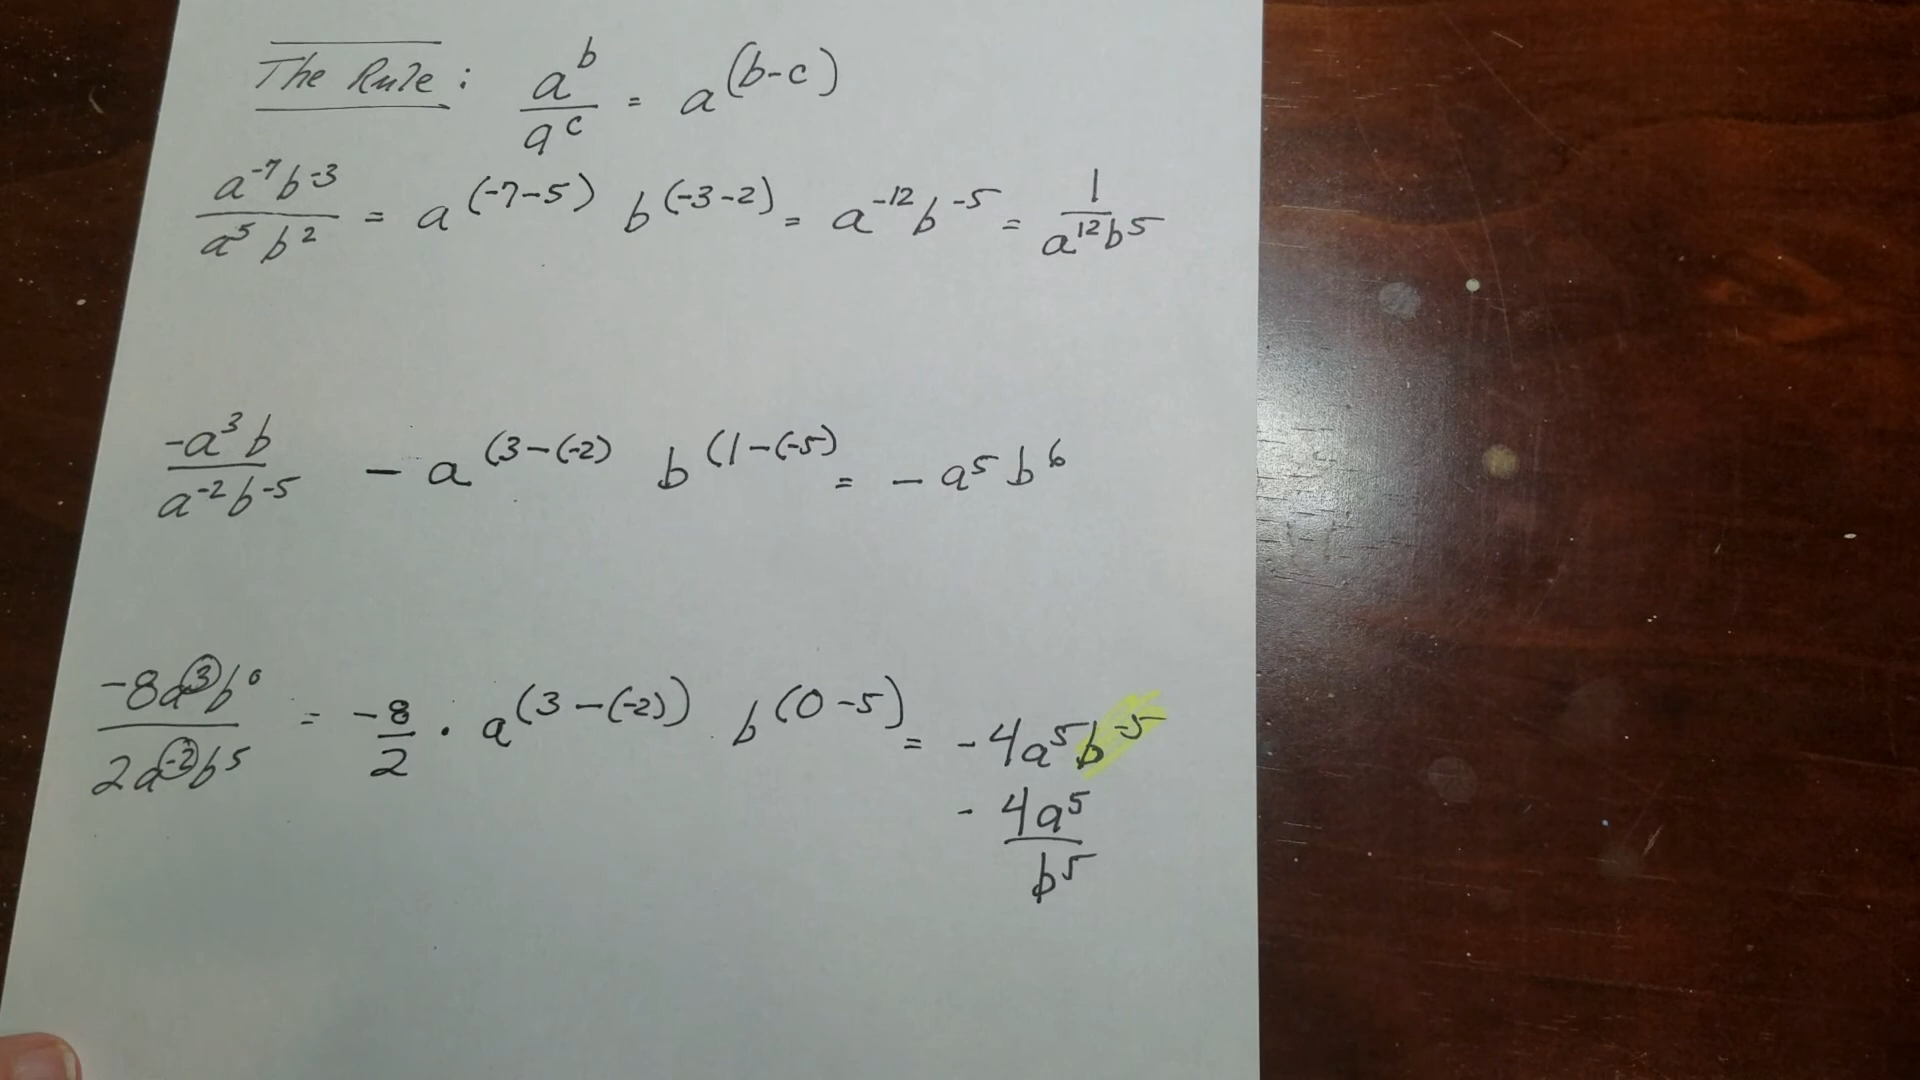 The Rule: a^b/a^c = a^(b-c)
a^-7 b^-3 / a^5 b^2 = a^(-7-5) b^(-3-2) = a^-12 b^-5 = 1 / a^12 b^5
-a^3 b / a^-2 b^-5 - a^(3-(-2) b^(1-(-5) = - a^5 b^6
-8a^3 b^0 / 2a^-2 b^5 = -8/2 · a^(3-(-2)) b^(0-5) = -4a^5 b^-5
- 4a^5 / b^5